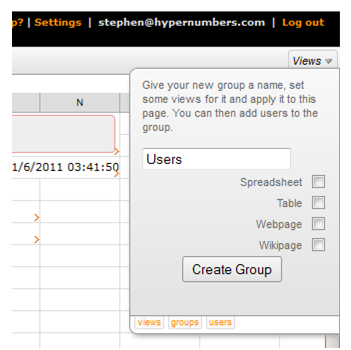 p? | Settings | stephen@hypernumbers.com | Log out
Views
N
Give your new group a name, set
some views for it and apply it to this
page. You can then add users to the
group.
1/6/2011 03:41:50
Users
Spreadsheet
Table
Webpage
Wikipage
Create Group
views groups users